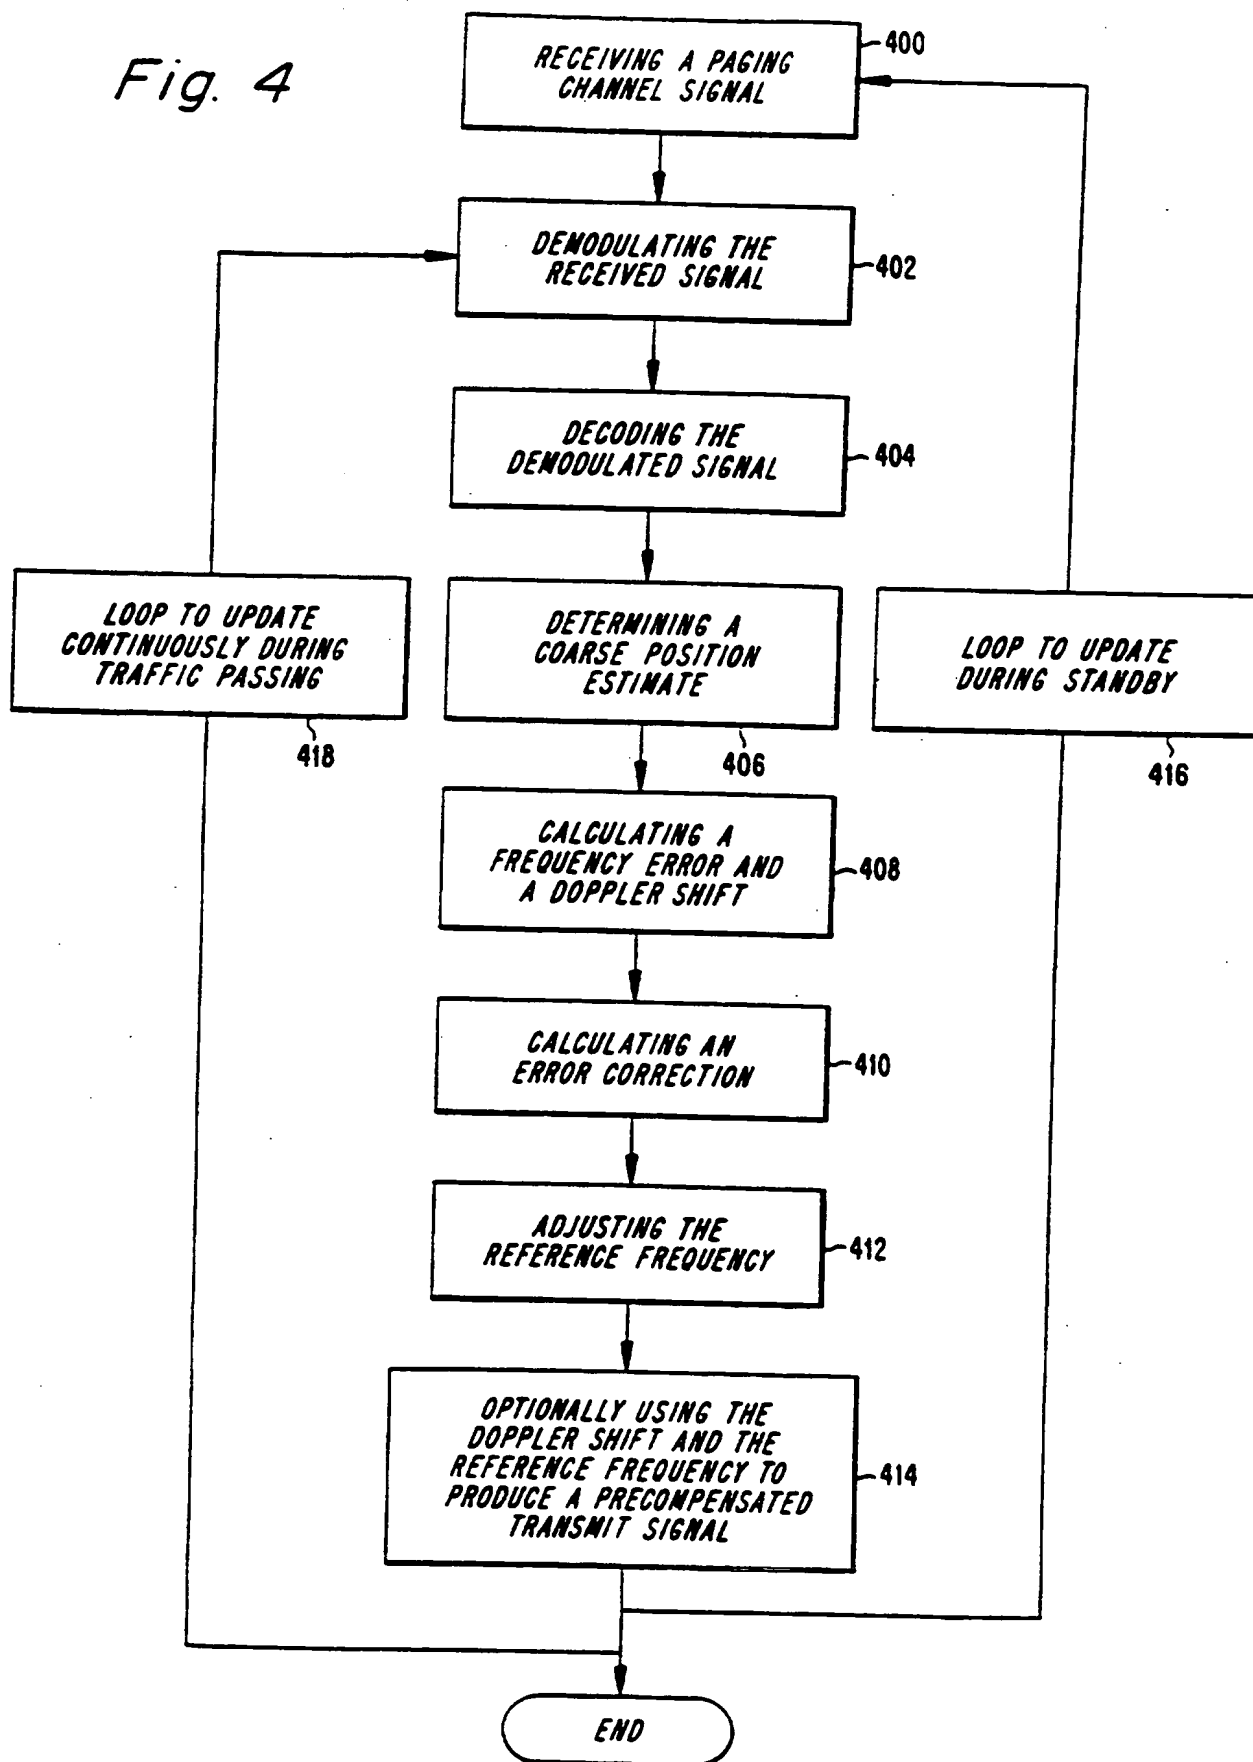 Fig. 4
RECEIVING A PAGING
CHANNEL SIGNAL
400
DEMODULATING THE
RECEIVED SIGNAL
402
DECODING THE
DEMODULATED SIGNAL
404
LOOP TO UPDATE
CONTINUOUSLY DURING
TRAFFIC PASSING
418
DETERMINING A
COARSE POSITION
ESTIMATE
406
LOOP TO UPDATE
DURING STANDBY
416
CALCULATING A
FREQUENCY ERROR AND
A DOPPLER SHIFT
408
CALCULATING AN
ERROR CORRECTION
410
ADJUSTING THE
REFERENCE FREQUENCY
412
OPTIONALLY USING THE
DOPPLER SHIFT AND THE
REFERENCE FREQUENCY TO
PRODUCE A PRECOMPENSATED
TRANSMIT SIGNAL
414
END